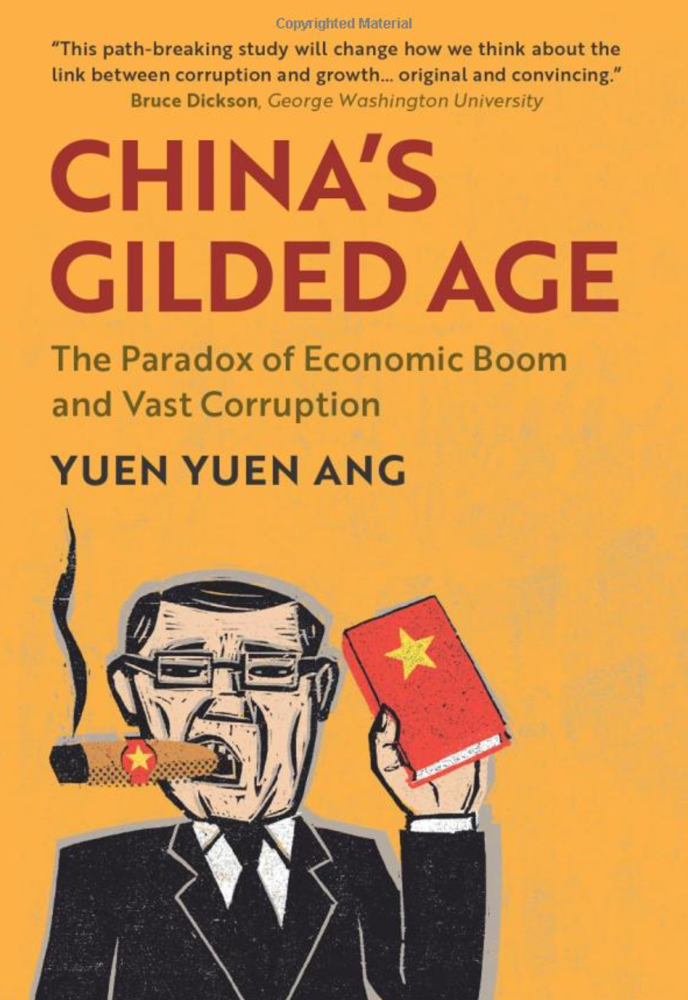 Copyrighted Material
“This path-breaking study will change how we think about the
link between corruption and growth... original and convincing.”
Bruce Dickson, George Washington University
CHINA’S
GILDED AGE
The Paradox of Economic Boom
and Vast Corruption
YUEN YUEN ANG